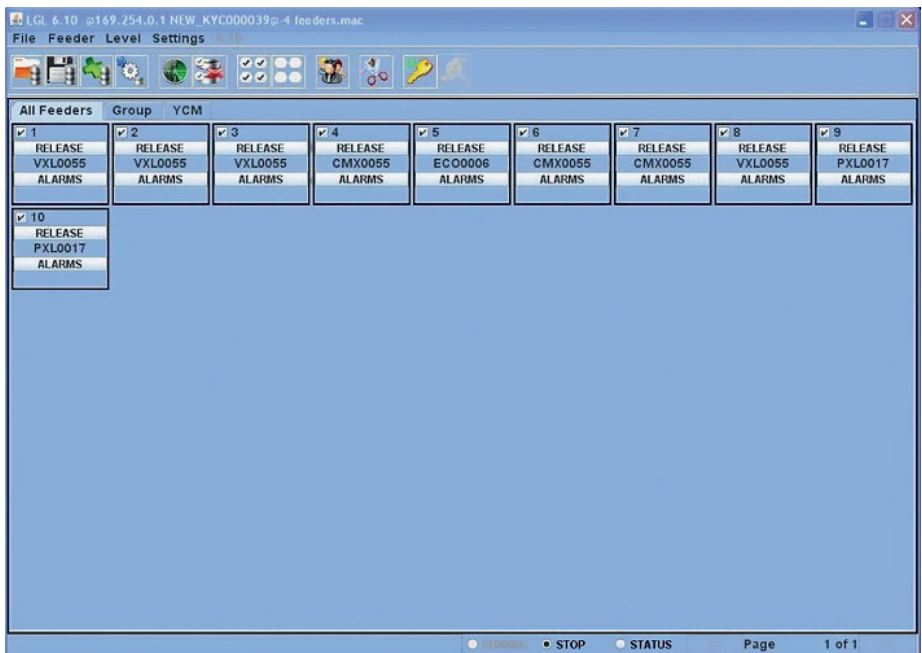 LGL 6.10 @169.254.0.1 NEW_KYC000039@-4 feeders.mac
File Feeder Level Settings 6.10
All Feeders Group YCM
1 2 3 4 5 6 7 8 9
RELEASE RELEASE RELEASE RELEASE RELEASE RELEASE RELEASE RELEASE RELEASE
VXL0055 VXL0055 VXL0055 CMX0055 ECO0006 CMX0055 CMX0055 VXL0055 PXL0017
ALARMS ALARMS ALARMS ALARMS ALARMS ALARMS ALARMS ALARMS ALARMS
10
RELEASE
PXL0017
ALARMS
RUNNING STOP STATUS << Page 1 of 1 >>